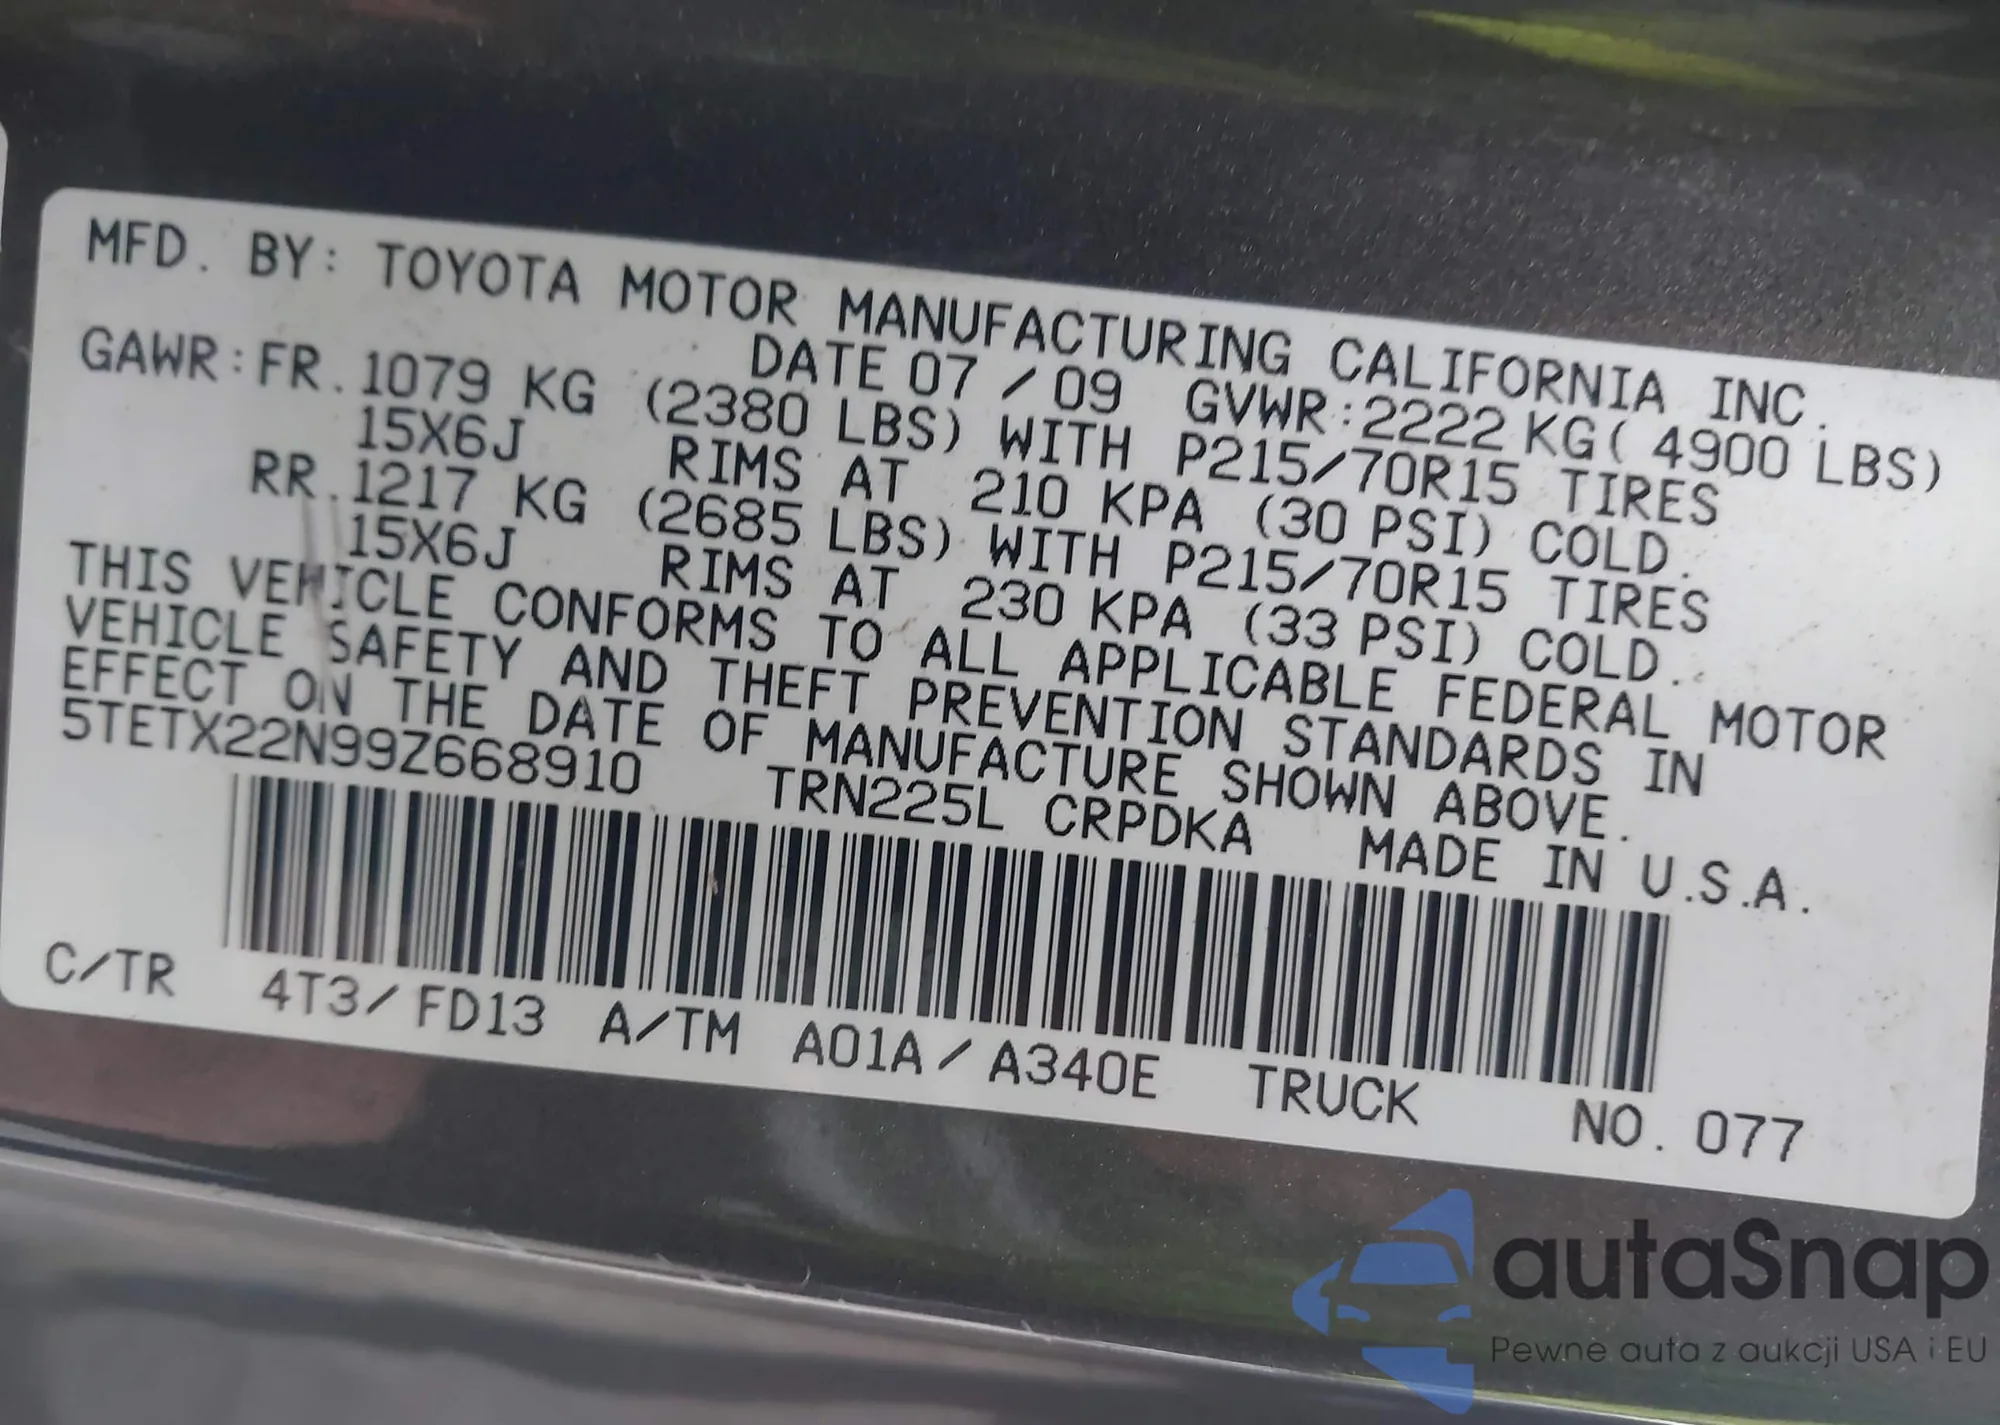 MFD. BY: TOYOTA MOTOR MANUFACTURING CALIFORNIA INC.
DATE 07 / 09 GVWR:2222 KG( 4900 LBS)
GAWR:FR.1079 KG (2380 LBS) WITH P215/70R15 TIRES
15X6J RIMS AT 210 KPA (30 PSI) COLD.
RR.1217 KG (2685 LBS) WITH P215/70R15 TIRES
15X6J RIMS AT 230 KPA (33 PSI) COLD.
THIS VEHICLE CONFORMS TO ALL APPLICABLE FEDERAL MOTOR
VEHICLE SAFETY AND THEFT PREVENTION STANDARDS IN
EFFECT ON THE DATE OF MANUFACTURE SHOWN ABOVE.
5TETX22N99Z668910 TRN225L CRPDKA MADE IN U.S.A.
C/TR 4T3/FD13 A/TM A01A/A340E TRUCK NO.077
autaSnap
Pewne auta z aukcji USA i EU